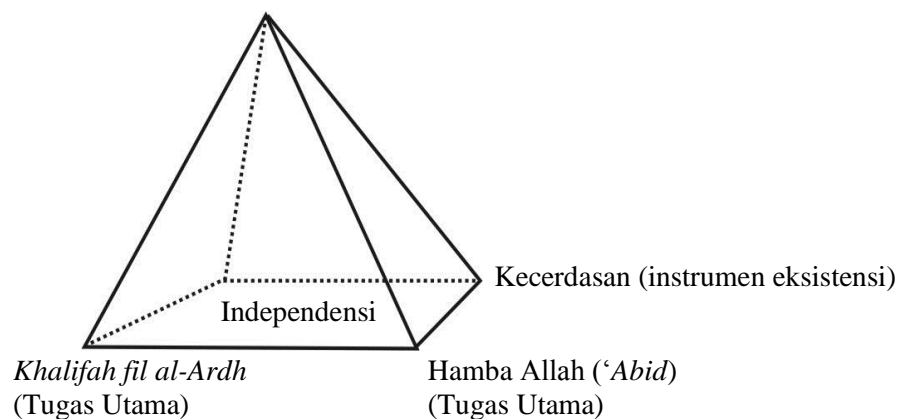 Kecerdasan (instrumen eksistensi)
Independensi
Khalifah fil al-Ardh
(Tugas Utama)
Hamba Allah (‘Abid)
(Tugas Utama)